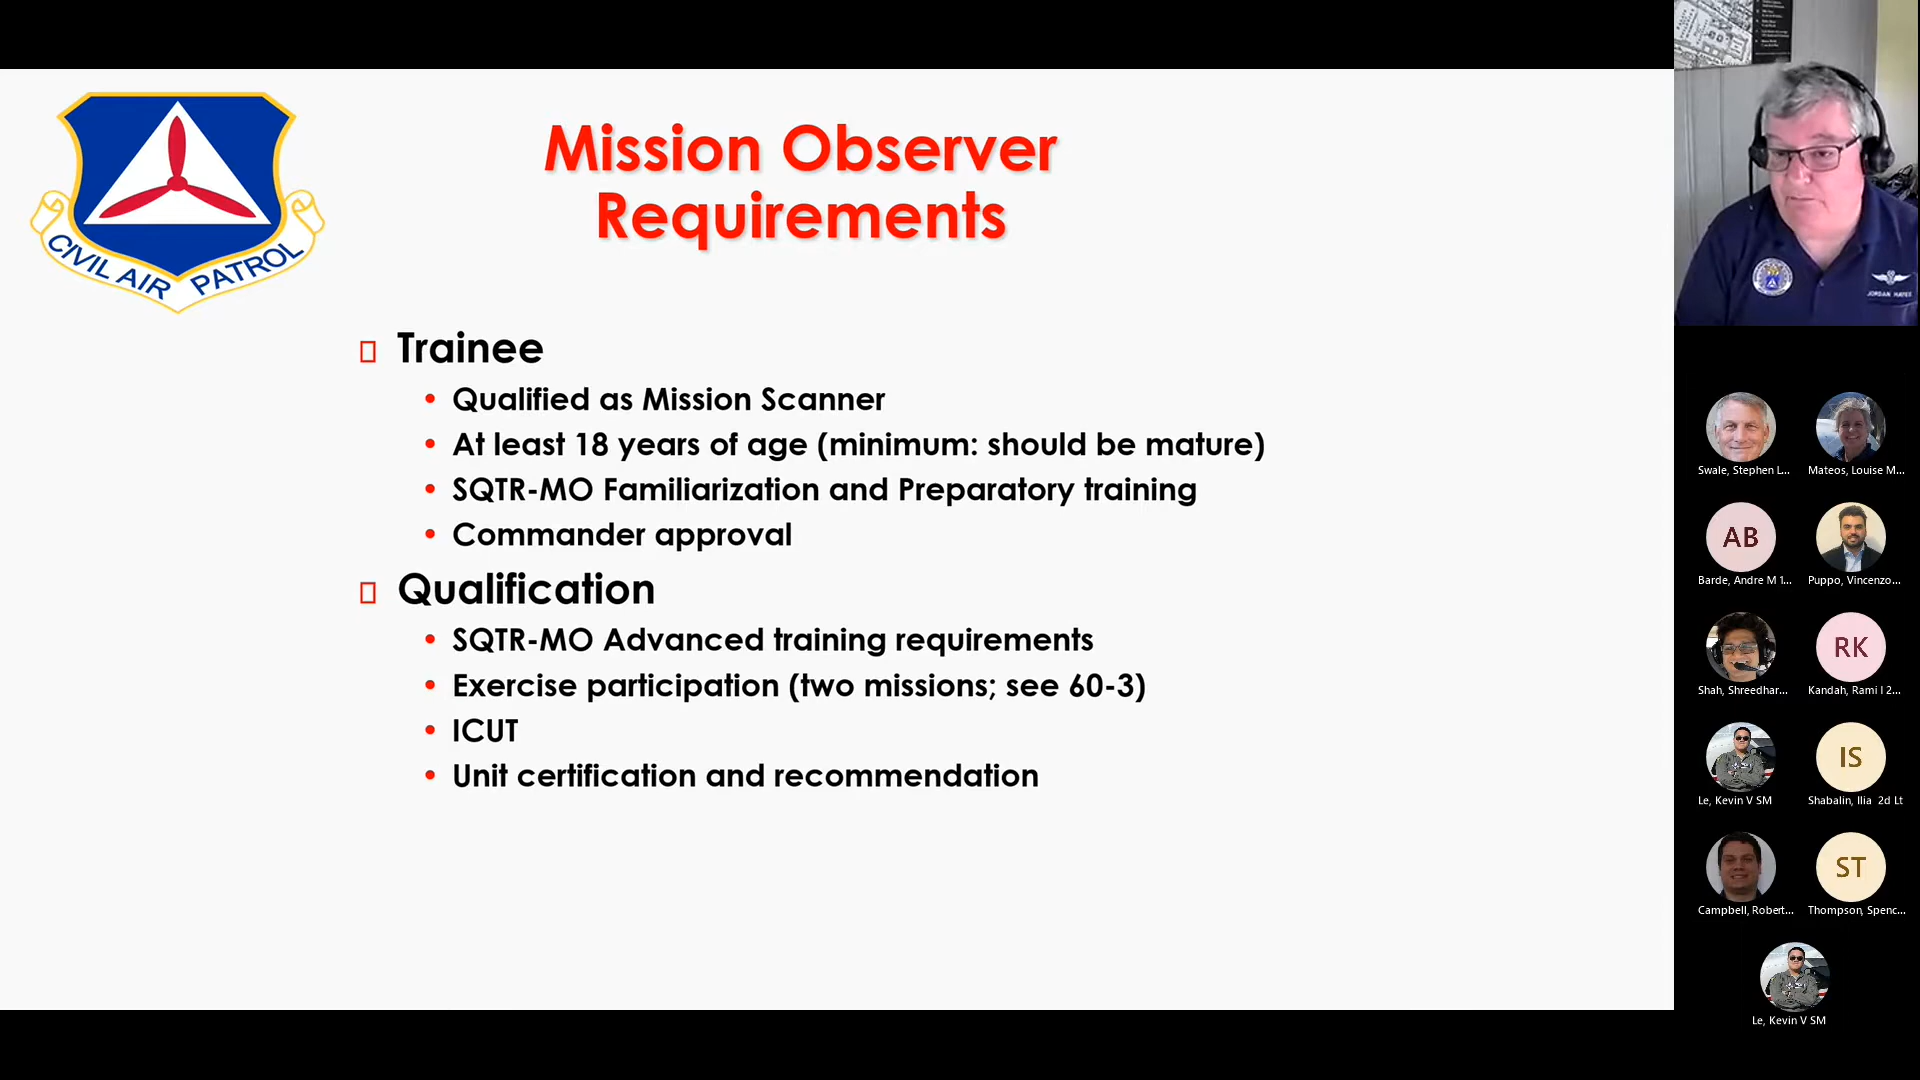 CIVIL AIR PATROL
Mission Observer
Requirements
Trainee
• Qualified as Mission Scanner
• At least 18 years of age (minimum: should be mature)
• SQTR-MO Familiarization and Preparatory training
• Commander approval
Qualification
• SQTR-MO Advanced training requirements
• Exercise participation (two missions; see 60-3)
• ICUT
• Unit certification and recommendation
JORDAN HAYES
Swale, Stephen L...
Mateos, Louise M...
AB
Barde, Andre M 1...
Puppo, Vincenzo...
Shah, Shreedhar...
RK
Kandah, Rami I 2...
Le, Kevin V SM
IS
Shabalin, Ilia 2d Lt
Campbell, Robert...
ST
Thompson, Spenc...
Le, Kevin V SM